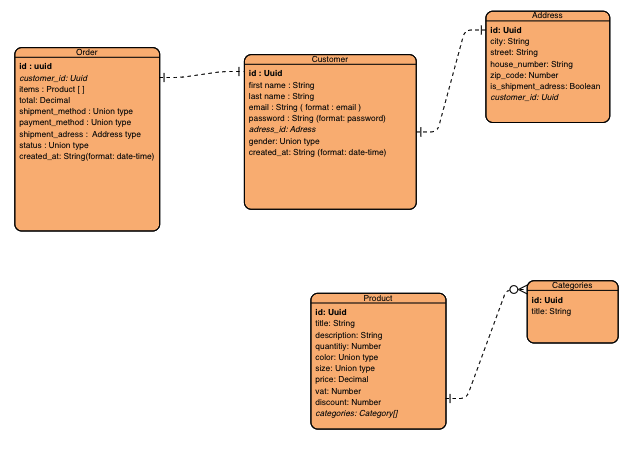 Order
id : uuid
customer_id: Uuid
items : Product [ ]
total: Decimal
shipment_method : Union type
payment_method : Union type
shipment_adress : Address type
status : Union type
created_at: String(format: date-time)
Customer
id : Uuid
first name : String
last name : String
email : String ( format : email )
password : String (format: password)
adress_id: Adress
gender: Union type
created_at: String (format: date-time)
Address
id: Uuid
city: String
street: String
house_number: String
zip_code: Number
is_shipment_adress: Boolean
customer_id: Uuid
Product
id: Uuid
title: String
description: String
quantitiy: Number
color: Union type
size: Union type
price: Decimal
vat: Number
discount: Number
categories: Category[]
Categories
id: Uuid
title: String